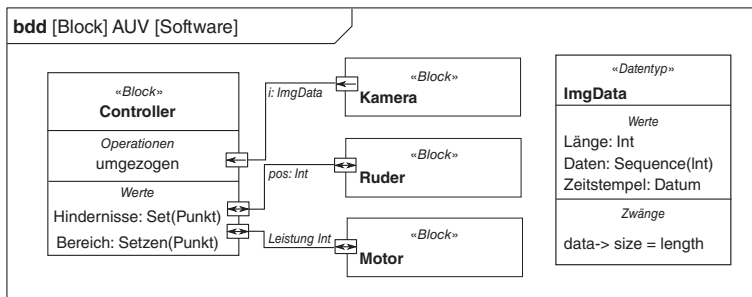 bdd [Block] AUV [Software]
«Block»
Controller
Operationen
umgezogen
Werte
Hindernisse: Set(Punkt)
Bereich: Setzen(Punkt)
i: ImgData
pos: Int
Leistung Int
«Block»
Kamera
«Block»
Ruder
«Block»
Motor
«Datentyp»
ImgData
Werte
Länge: Int
Daten: Sequence(Int)
Zeitstempel: Datum
Zwänge
data-> size = length